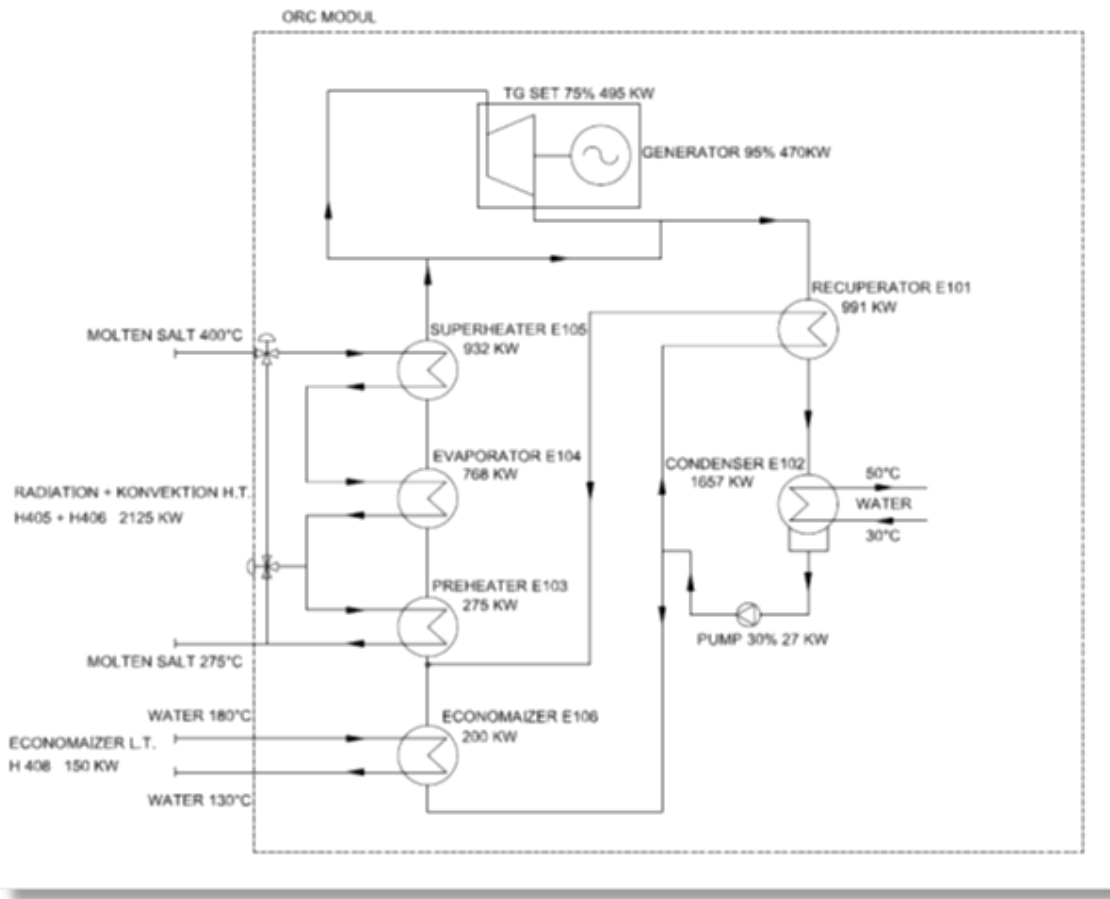 ORC MODUL
TG SET 75% 495 KW
GENERATOR 95% 470KW
RECUPERATOR E101
991 KW
MOLTEN SALT 400°C
SUPERHEATER E105
932 KW
EVAPORATOR E104
768 KW
CONDENSER E102
1657 KW
50°C
WATER
30°C
RADIATION + KONVEKTION H.T.
H405 + H406 2125 KW
PREHEATER E103
275 KW
PUMP 30% 27 KW
MOLTEN SALT 275°C
WATER 180°C
ECONOMAIZER E106
200 KW
ECONOMAIZER L.T.
H 408 150 KW
WATER 130°C